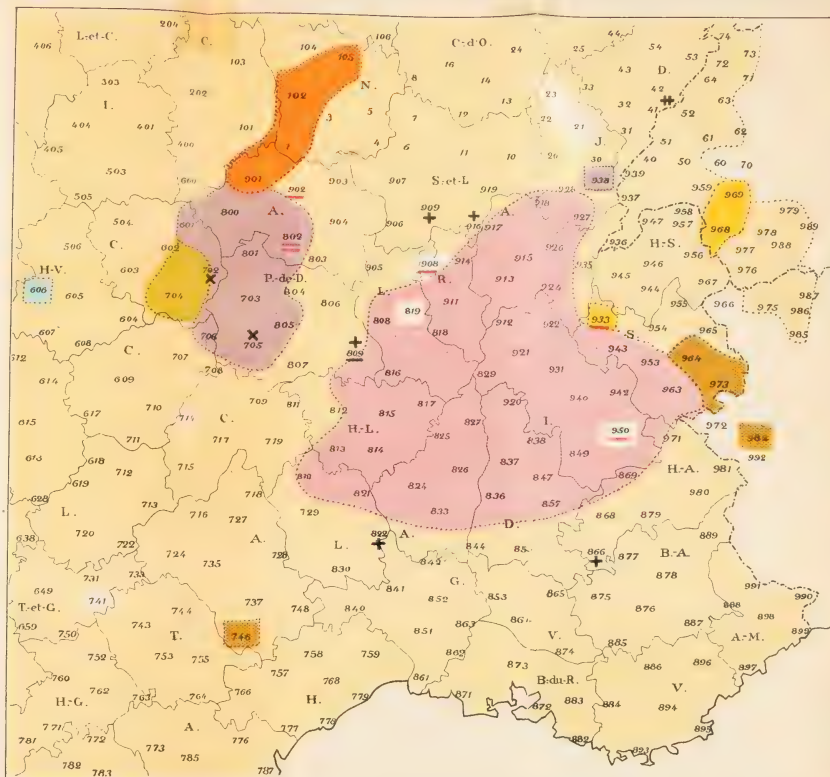 204 106
406 L.-et-C. C. 104 C.-d'O. 24 25 54 74
103 105 16 43 D. 53 72 73
303 102 N. 8 14 33 42 64 71
I. 202 13 23 32 41 52 63
404 401 101 3 5 7 12 22 21 31 61 62
405 400 1 4 6 J. 51
503 600 901 903 907 11 10 20 30 40 50 60 70
505 902 S.-et-L. 919 928 938 939 959 969
504 601 800 A. 904 906 909 916 917 A. 918 927 937 958 979
506 C. 602 802 947 957 968 978 989
603 801 803 905 908 914 915 926 936 H.-S. 956 977 988
H.-V. 702 P.-de-D. L. R. 913 935 946 976
606 605 704 703 804 806 924 945 944 967 987
604 808 819 911 955 966 975 986
607 706 705 805 818 912 922 933 954 965 985
612 608 707 708 807 809 816 921 S. 943 953 964
614 C. 609 829 931 942 963 973
615 617 710 709 811 812 815 817 920 940 972 982
613 711 714 C. 717 719 827 I. 950 971 992
618 712 715 H.-L. 813 814 825 838 849 H.-A. 981
628 619 713 718 810 826 837 847 869 980
L. 716 727 729 821 824 836 857 868 879 889
638 720 722 A. 833 D.
724 735 728 L. 822 A. 844 866 877 B.-A.
649 731 733 830 842 G. 878 991 990
T.-et-G. 741 744 737 748 840 841 852 853 865 875 876 887 888 898
659 750 743 T. 746 851 863 V. 885 A.-M. 899
752 753 755 758 759 862 874 886 896 897
760 762 763 764 766 757 768 861 873 B.-du-R. V.
H.-G. H. 779 871 872 883 884 894 895
771 772 A. 776 777 778 882 893
781 773 785 787
782 783